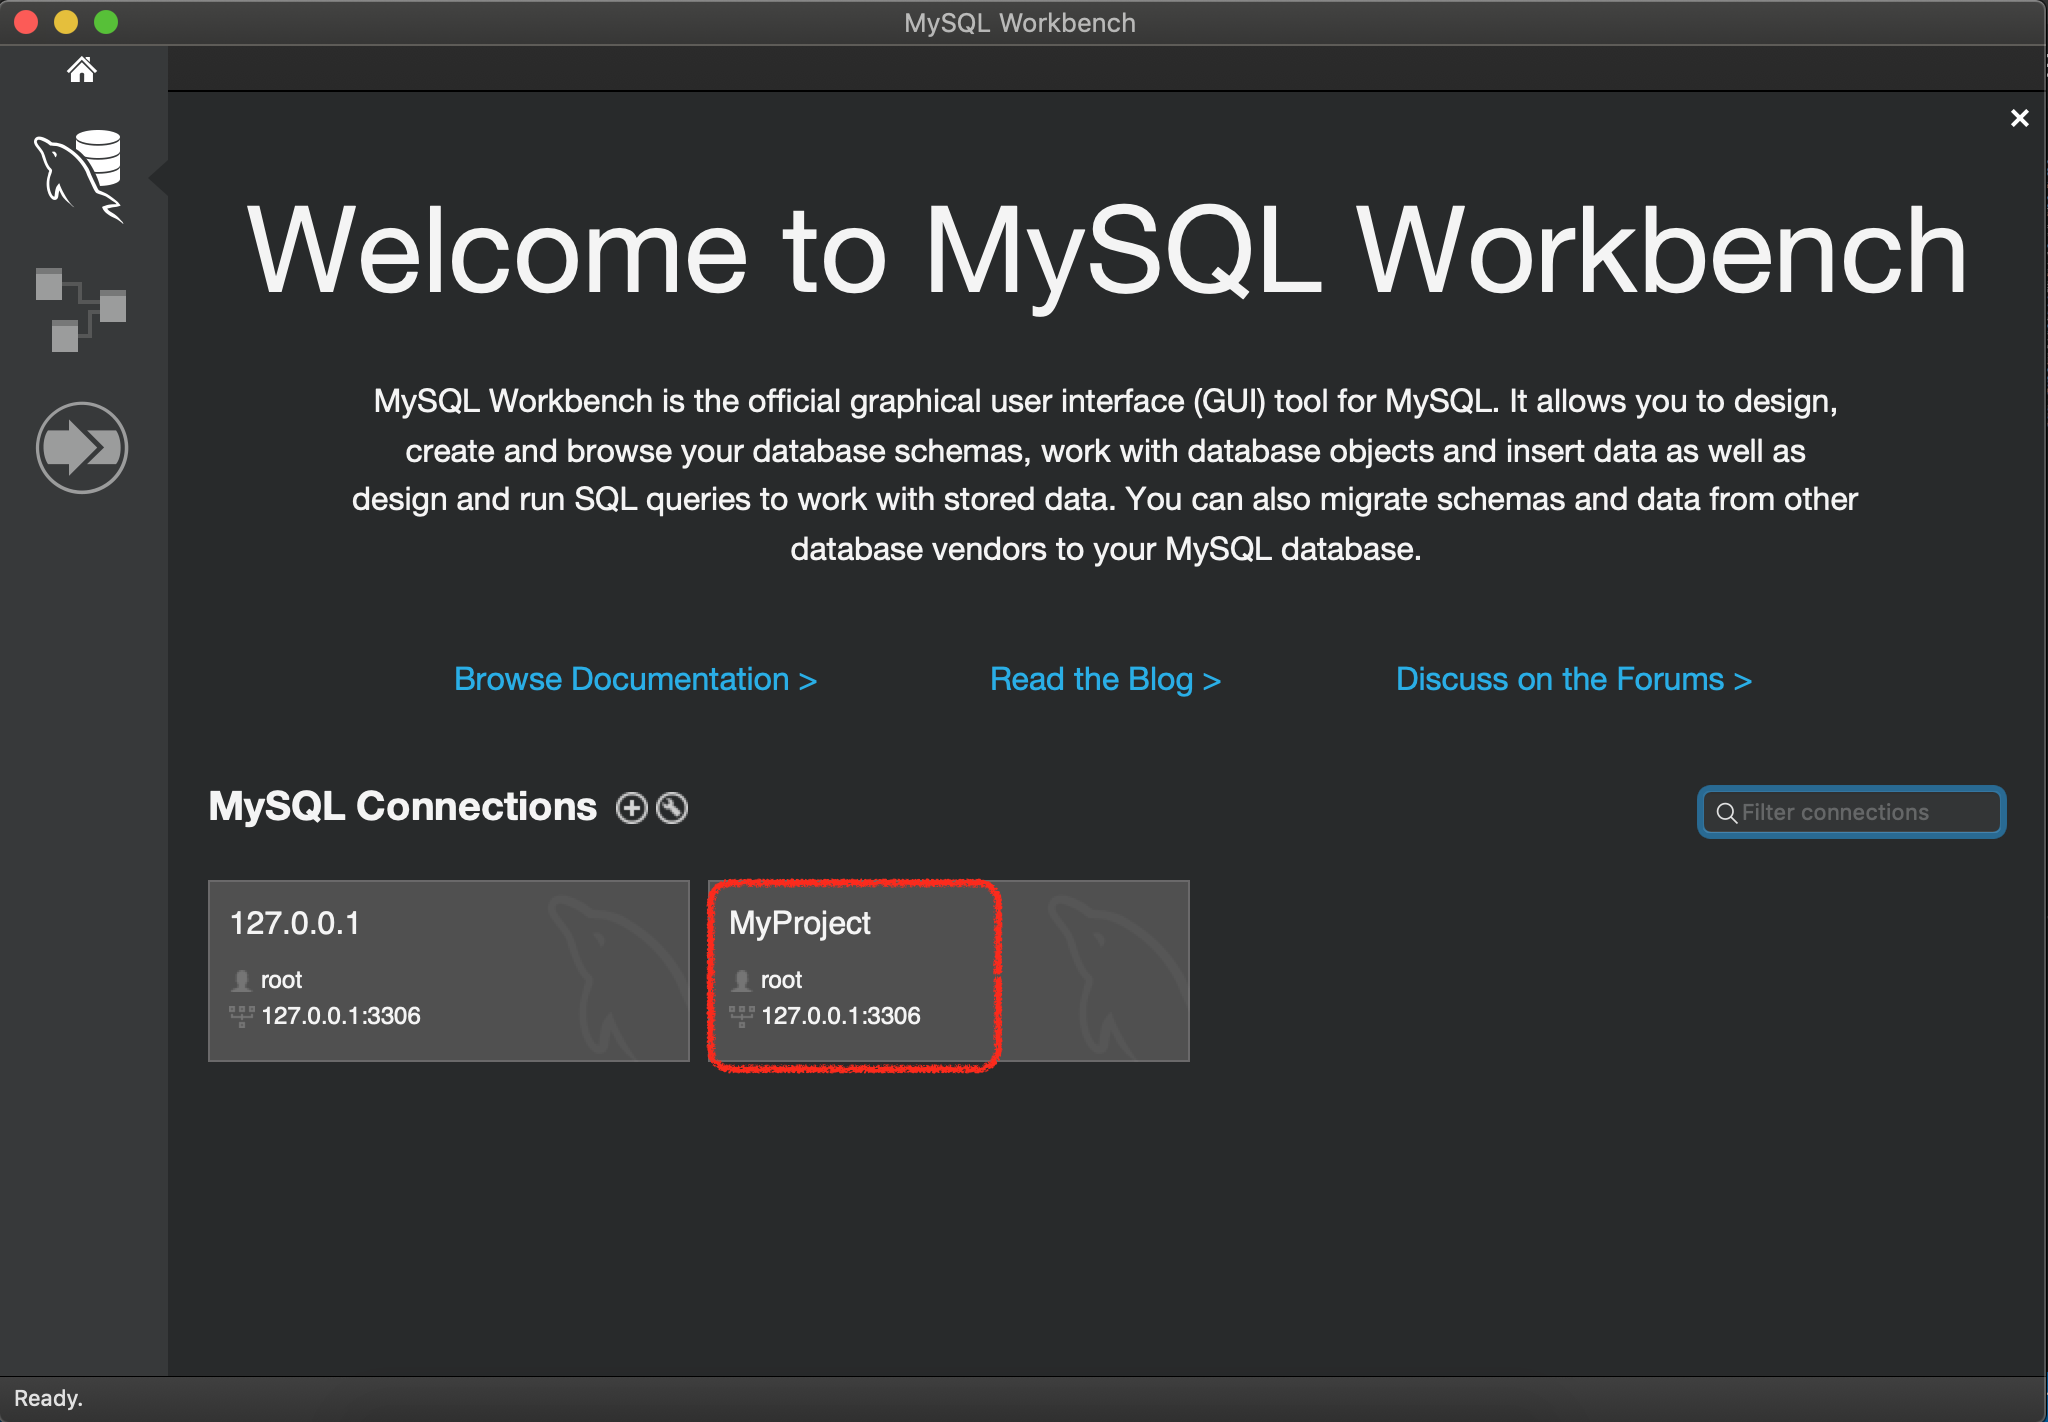 MySQL Workbench
Welcome to MySQL Workbench
MySQL Workbench is the official graphical user interface (GUI) tool for MySQL. It allows you to design,
create and browse your database schemas, work with database objects and insert data as well as
design and run SQL queries to work with stored data. You can also migrate schemas and data from other
database vendors to your MySQL database.
Browse Documentation >
Read the Blog >
Discuss on the Forums >
MySQL Connections
Filter connections
127.0.0.1
root
127.0.0.1:3306
MyProject
root
127.0.0.1:3306
Ready.